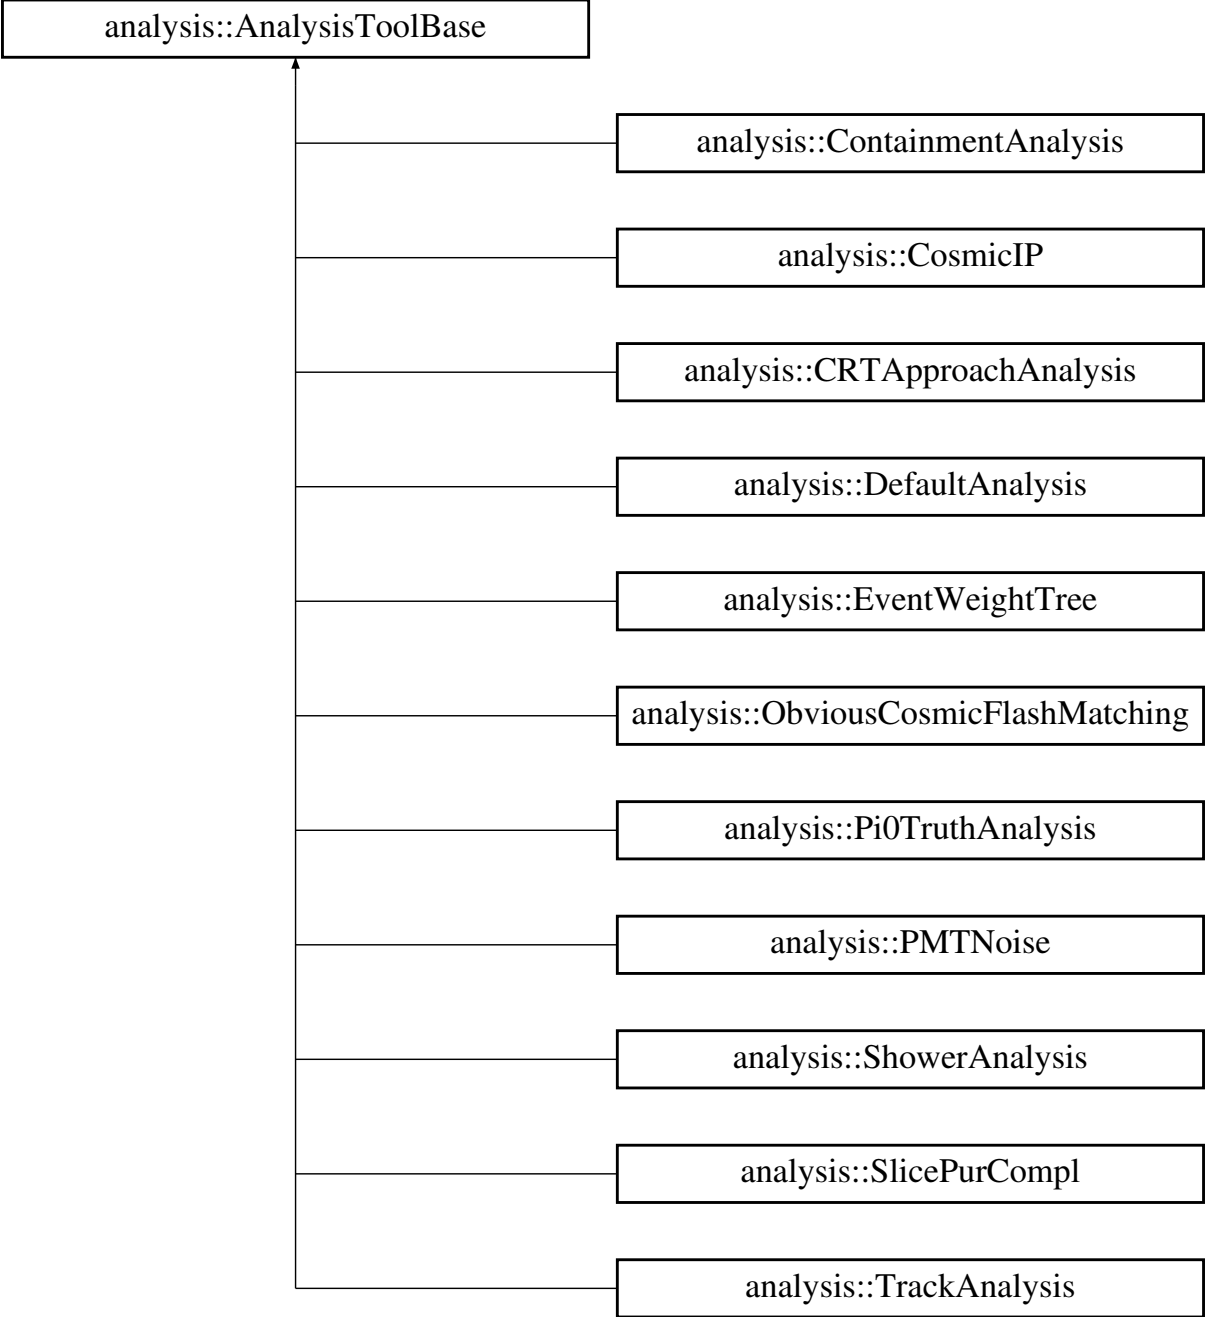 analysis::AnalysisToolBase
analysis::ContainmentAnalysis
analysis::CosmicIP
analysis::CRTApproachAnalysis
analysis::DefaultAnalysis
analysis::EventWeightTree
analysis::ObviousCosmicFlashMatching
analysis::Pi0TruthAnalysis
analysis::PMTNoise
analysis::ShowerAnalysis
analysis::SlicePurCompl
analysis::TrackAnalysis